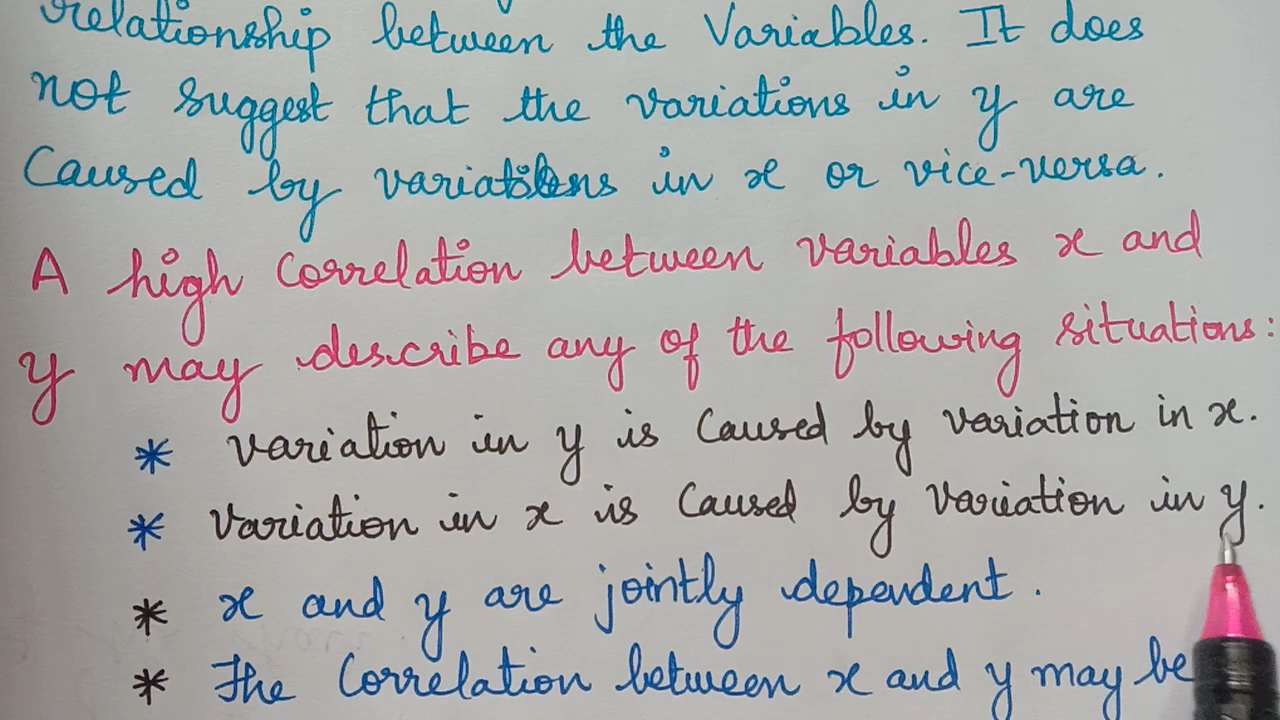 relationship between the Variables. It does
not suggest that the variations in y are
Caused by variations in x or vice-versa.
A high Correlation between variables x and
y may describe any of the following situations:
* Variation in y is Caused by Variation in x.
* Variation in x is Caused by Variation in y.
* x and y are jointly dependent.
* The Correlation between x and y may be